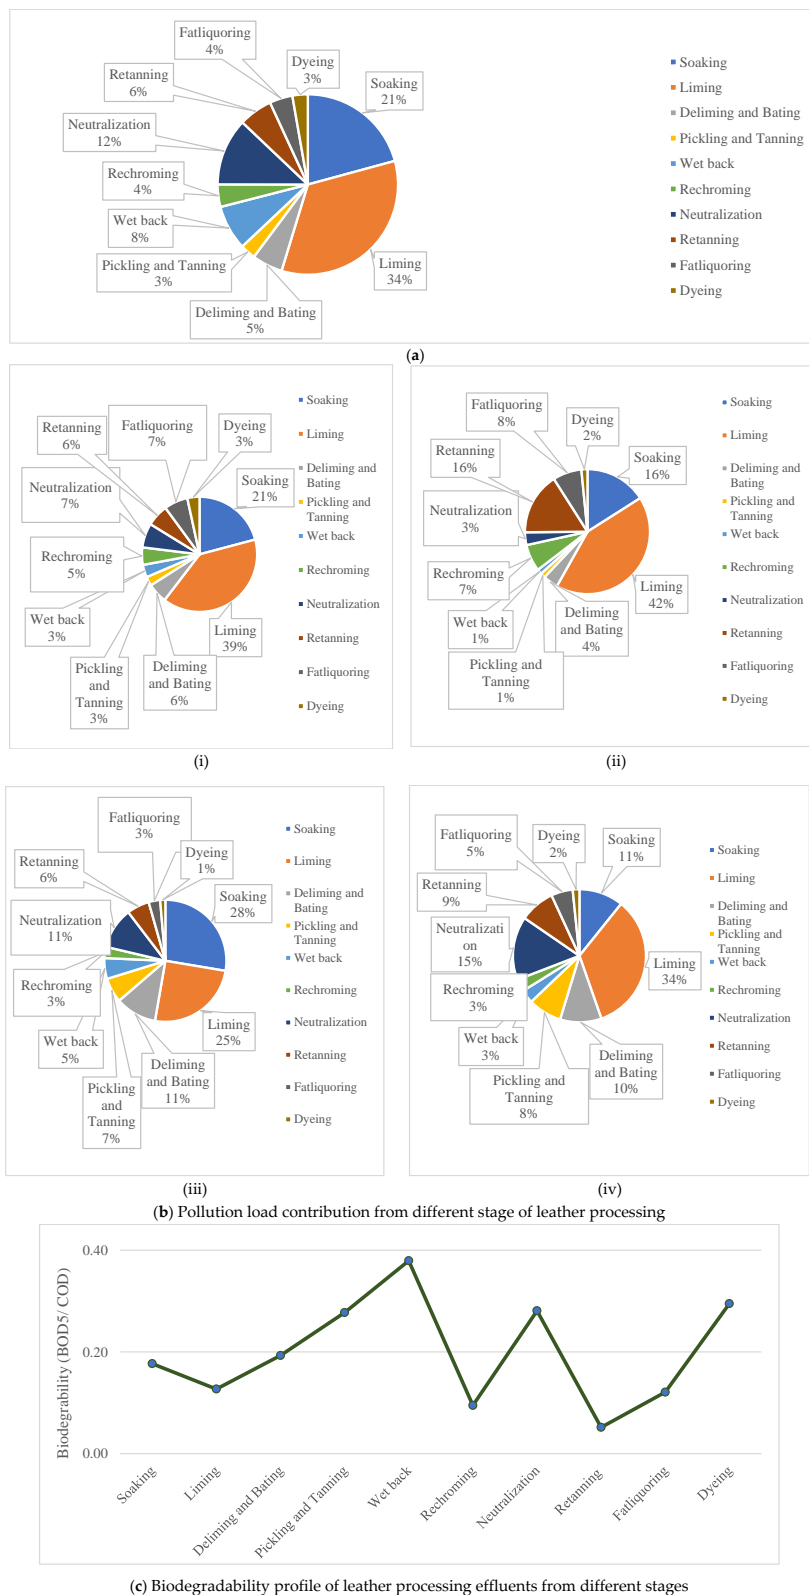 Fatliquoring
4%
Dyeing
3%
Soaking
21%
Retanning
6%
Neutralization
12%
Rechroming
4%
Wet back
8%
Pickling and Tanning
3%
Deliming and Bating
5%
Liming
34%
Soaking
Liming
Deliming and Bating
Pickling and Tanning
Wet back
Rechroming
Neutralization
Retanning
Fatliquoring
Dyeing
(a)
Retanning
6%
Fatliquoring
7%
Dyeing
3%
Soaking
21%
Neutralization
7%
Rechroming
5%
Wet back
3%
Pickling
and
Tanning
3%
Deliming
and Bating
6%
Liming
39%
Soaking
Liming
Deliming and
Bating
Pickling and
Tanning
Wet back
Rechroming
Neutralization
Retanning
Fatliquoring
Dyeing
(i)
Fatliquoring
8%
Dyeing
2%
Soaking
16%
Retanning
16%
Neutralization
3%
Rechroming
7%
Wet back
1%
Pickling and
Tanning
1%
Deliming
and Bating
4%
Liming
42%
Soaking
Liming
Deliming and
Bating
Pickling and
Tanning
Wet back
Rechroming
Neutralization
Retanning
Fatliquoring
Dyeing
(ii)
Fatliquoring
3%
Dyeing
1%
Soaking
28%
Retanning
6%
Neutralization
11%
Rechroming
3%
Wet back
5%
Pickling
and
Tanning
7%
Deliming
and Bating
11%
Liming
25%
Soaking
Liming
Deliming and
Bating
Pickling and
Tanning
Wet back
Rechroming
Neutralization
Retanning
Fatliquoring
Dyeing
(iii)
Fatliquoring
5%
Dyeing
2%
Soaking
11%
Retanning
9%
Neutralizati
on
15%
Rechroming
3%
Wet back
3%
Pickling and
Tanning
8%
Deliming
and Bating
10%
Liming
34%
Soaking
Liming
Deliming and
Bating
Pickling and
Tanning
Wet back
Rechroming
Neutralization
Retanning
Fatliquoring
Dyeing
(iv)
(b) Pollution load contribution from different stage of leather processing
Biodegrability (BOD5/ COD)
0.40
0.20
0.00
Soaking
Liming
Deliming and Bating
Pickling and Tanning
Wet back
Rechroming
Neutralization
Retanning
Fatliquoring
Dyeing
(c) Biodegradability profile of leather processing effluents from different stages